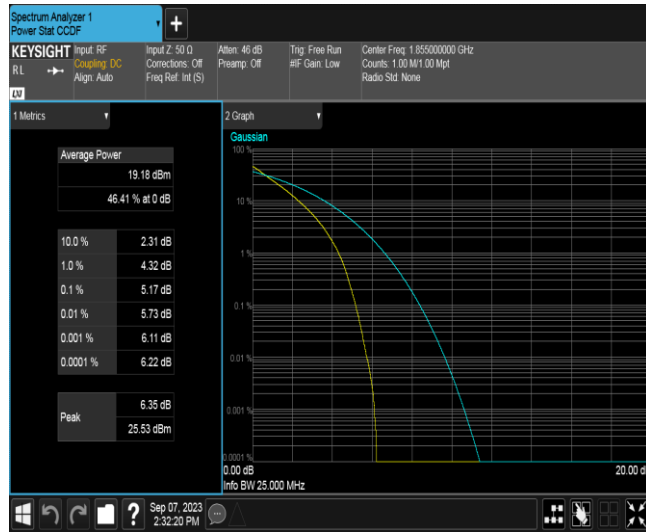 Spectrum Analyzer 1
Power Stat CCDF
+
KEYSIGHT
RL
LXI
Input: RF
Coupling: DC
Align: Auto
Input Z: 50 Ω
Corrections: Off
Freq Ref: Int (S)
Atten: 46 dB
Preamp: Off
Trig: Free Run
#IF Gain: Low
Center Freq: 1.855000000 GHz
Counts: 1.00 M/1.00 Mpt
Radio Std: None
1 Metrics
Average Power
19.18 dBm
46.41 % at 0 dB
10.0 % 2.31 dB
1.0 % 4.32 dB
0.1 % 5.17 dB
0.01 % 5.73 dB
0.001 % 6.11 dB
0.0001 % 6.22 dB
Peak
6.35 dB
25.53 dBm
2 Graph
Gaussian
100 %
10 %
1 %
0.1 %
0.01 %
0.001 %
0.0001 %
0.00 dB
20.00 d
Info BW 25.000 MHz
?
Sep 07, 2023
2:32:20 PM